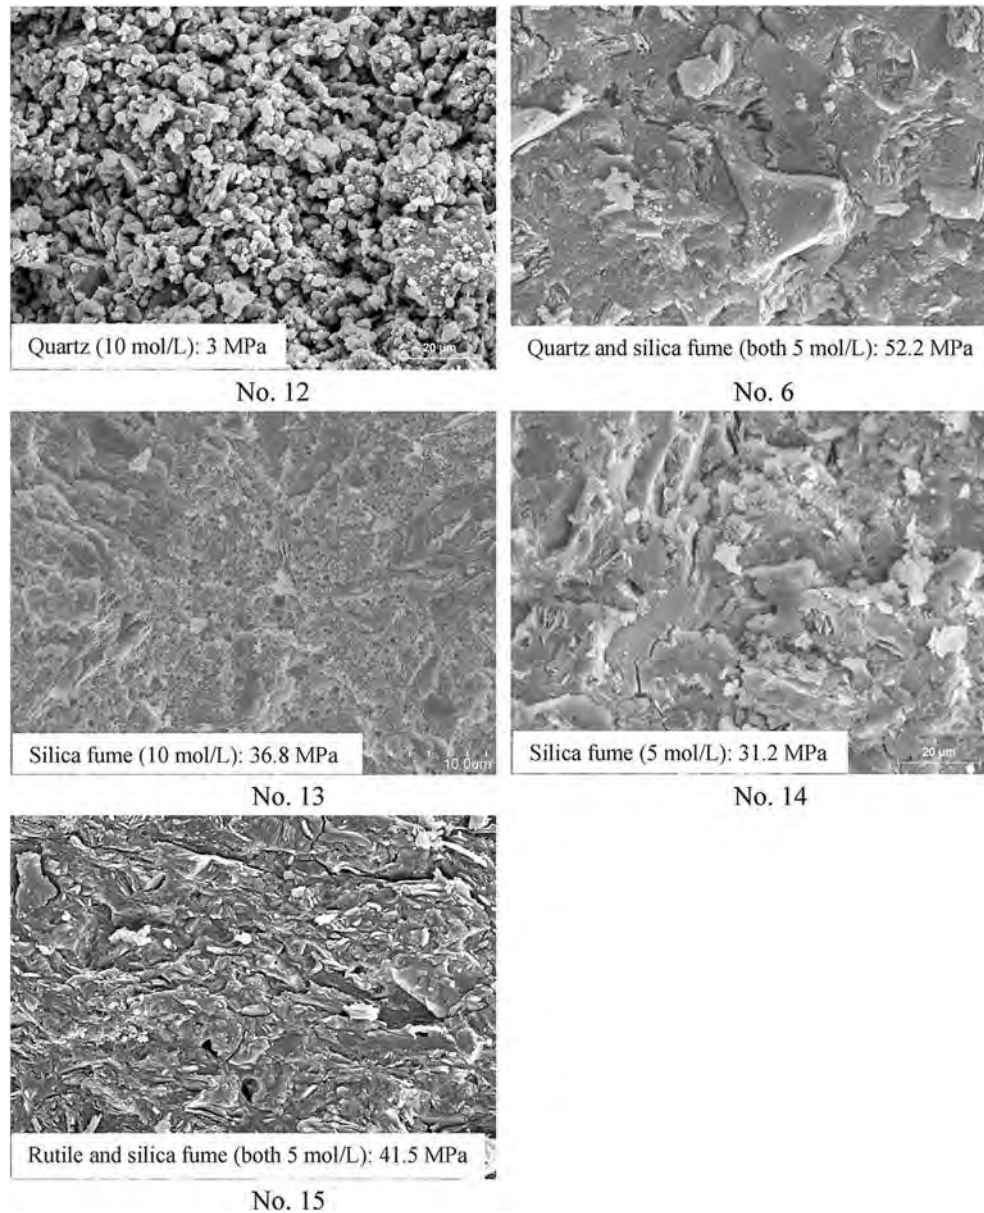 Quartz (10 mol/L): 3 MPa
20 µm
Quartz and silica fume (both 5 mol/L): 52.2 MPa
No. 12
No. 6
Silica fume (10 mol/L): 36.8 MPa
10.0um
Silica fume (5 mol/L): 31.2 MPa
20 µm
No. 13
No. 14
Rutile and silica fume (both 5 mol/L): 41.5 MPa
No. 15